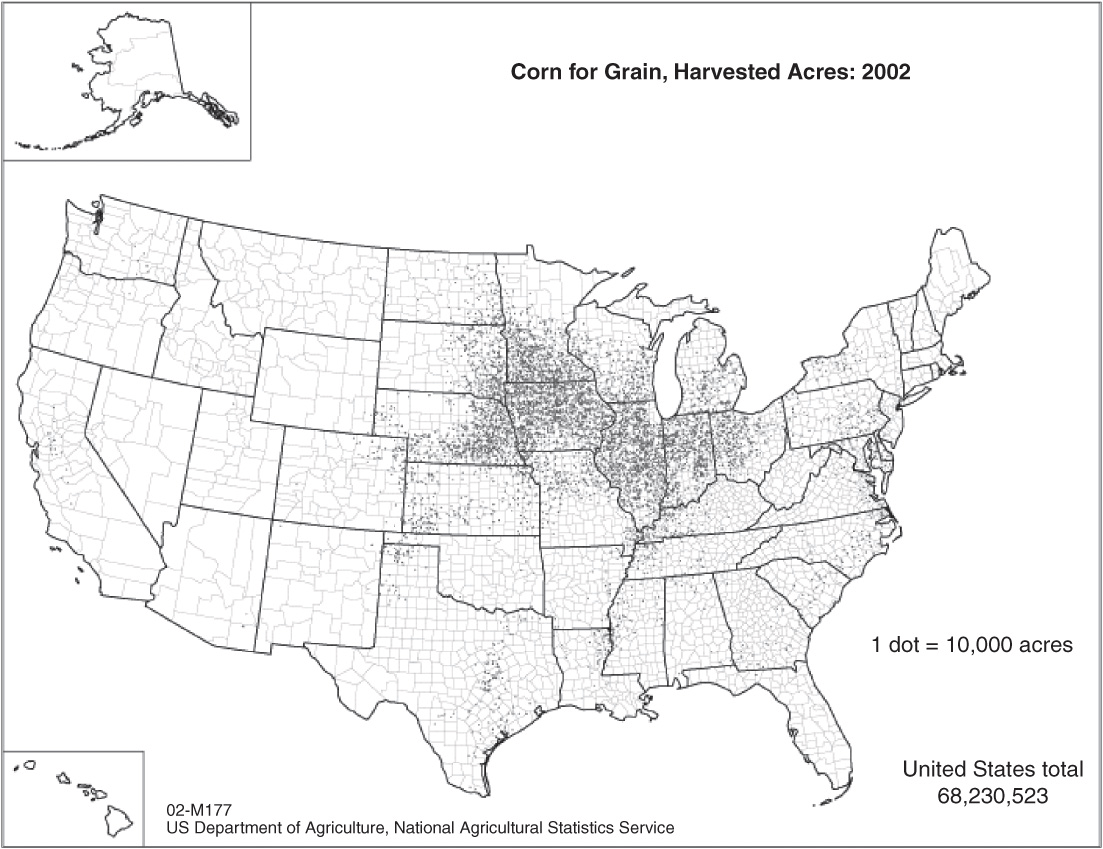 Corn for Grain, Harvested Acres: 2002
1 dot = 10,000 acres
United States total
68,230,523
02-M177
US Department of Agriculture, National Agricultural Statistics Service